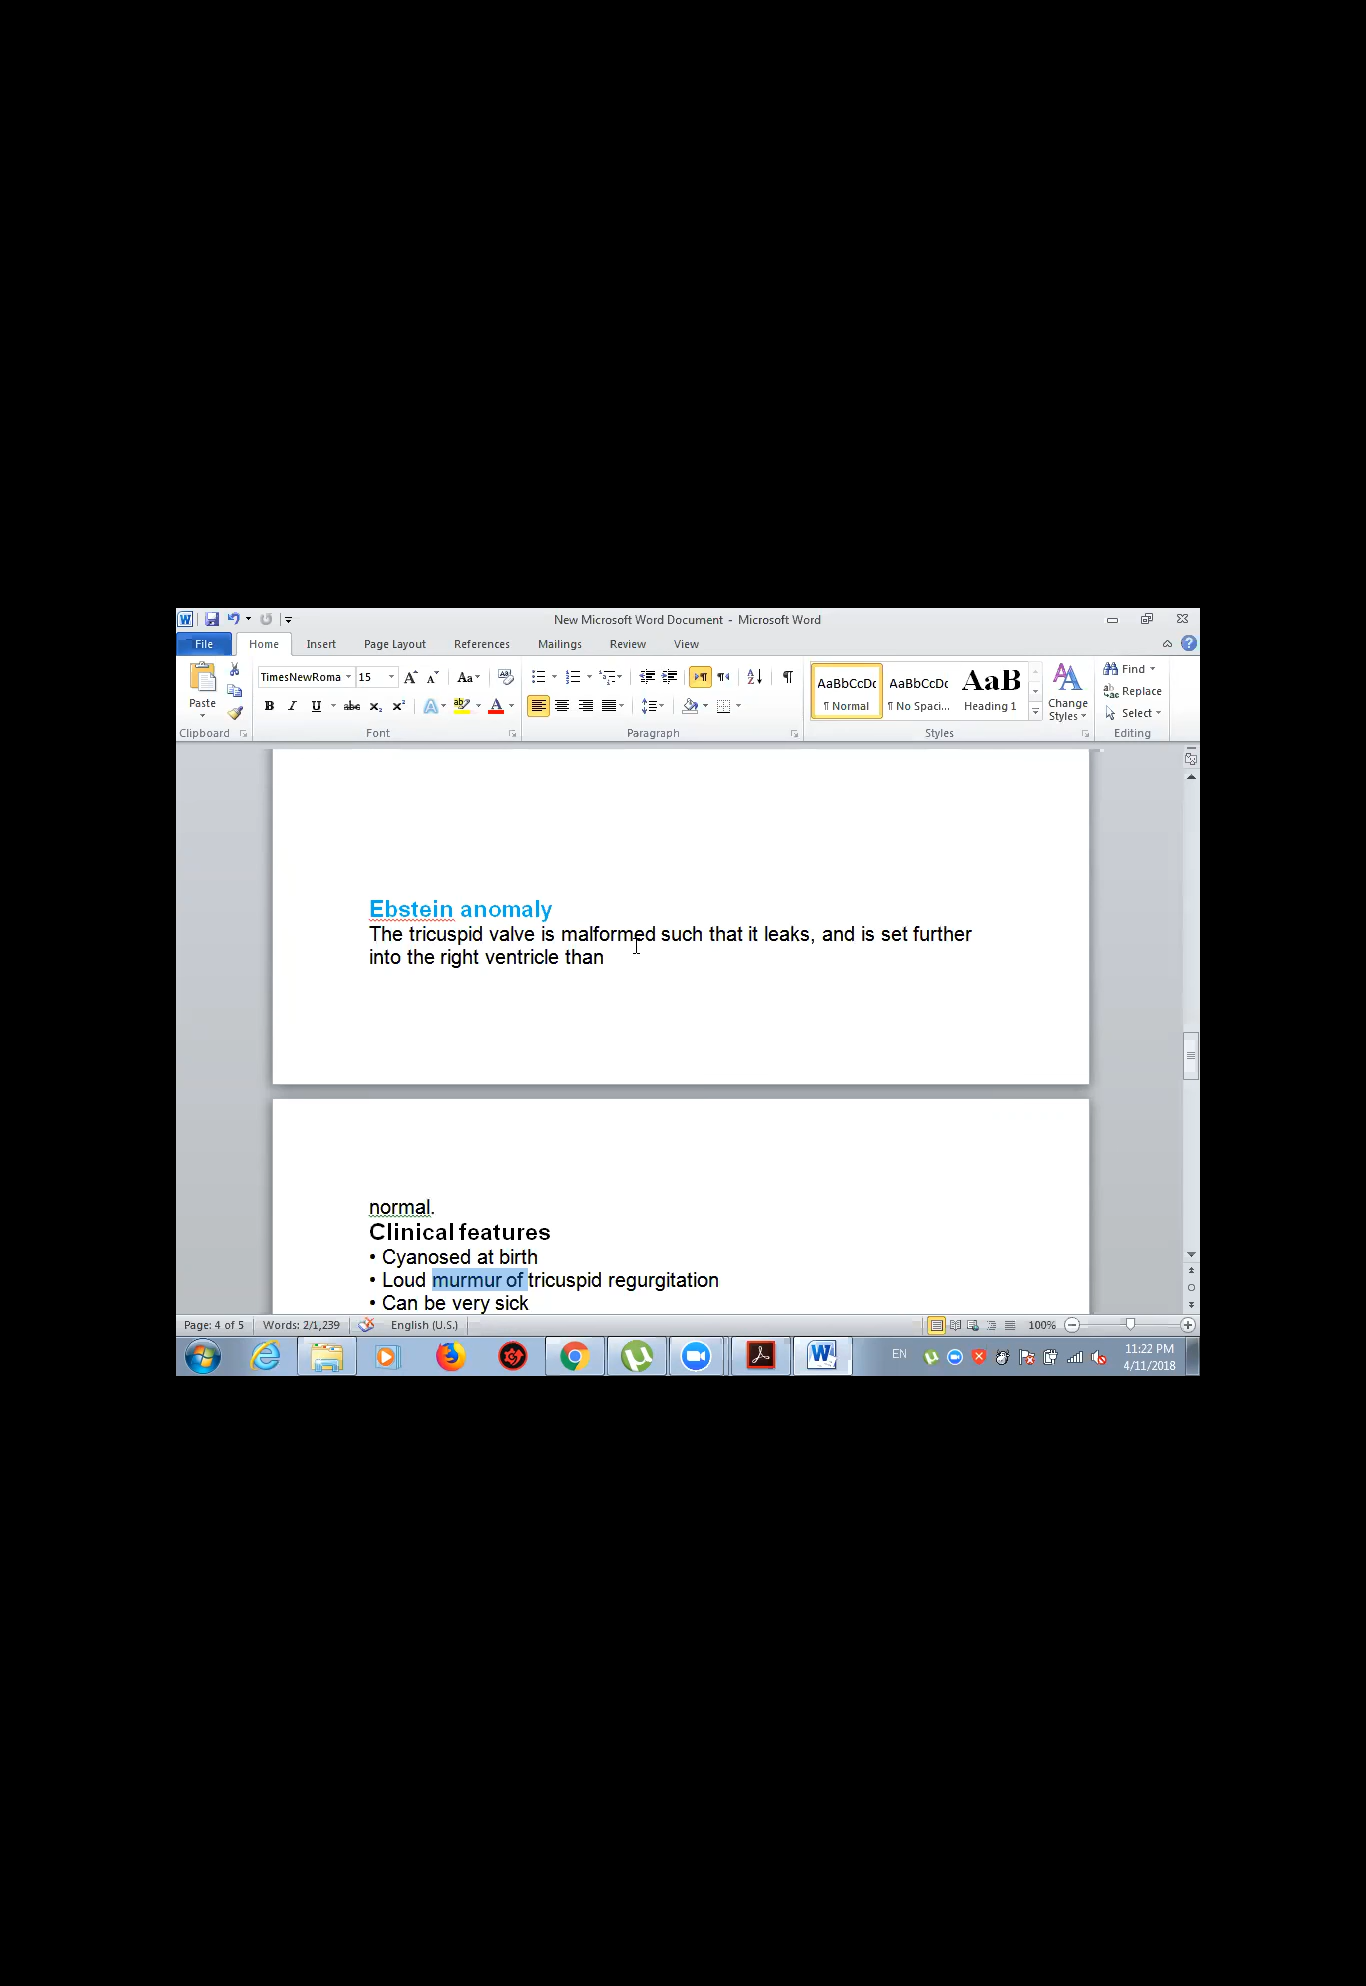 New Microsoft Word Document - Microsoft Word
File Home Insert Page Layout References Mailings Review View
TimesNewRoma 15
Paste
AaBbCcDc AaBbCcDc AaB
¶ Normal ¶ No Spaci... Heading 1
Change Styles
Find
Replace
Select
Clipboard Font Paragraph Styles Editing
Ebstein anomaly
The tricuspid valve is malformed such that it leaks, and is set further
into the right ventricle than
normal.
Clinical features
• Cyanosed at birth
• Loud murmur of tricuspid regurgitation
• Can be very sick
Page: 4 of 5 Words: 2/1,239 English (U.S.) 100%
EN
11:22 PM
4/11/2018